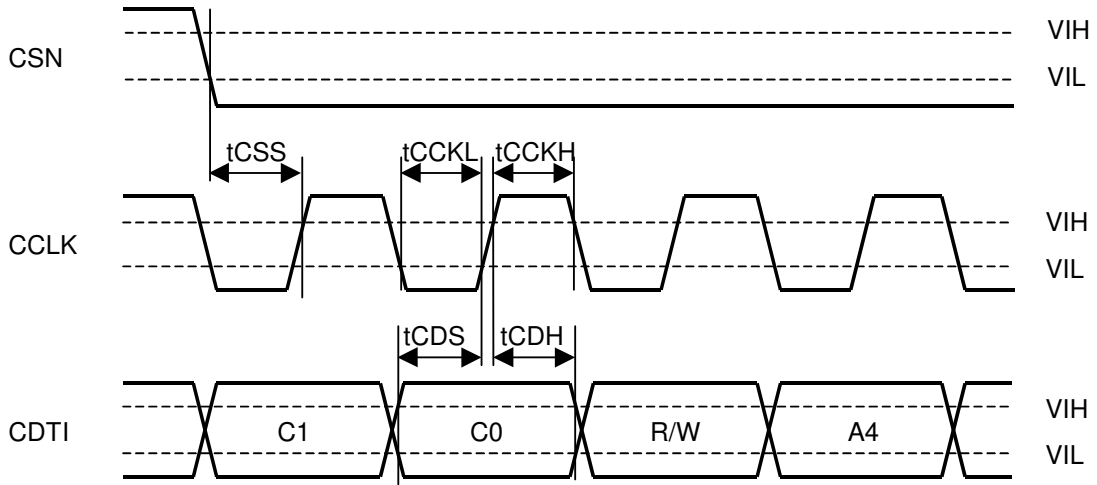 CSN
VIH
VIL
tCSS
tCCKL
tCCKH
CCLK
VIH
VIL
tCDS
tCDH
CDTI
C1
C0
R/W
A4
VIH
VIL